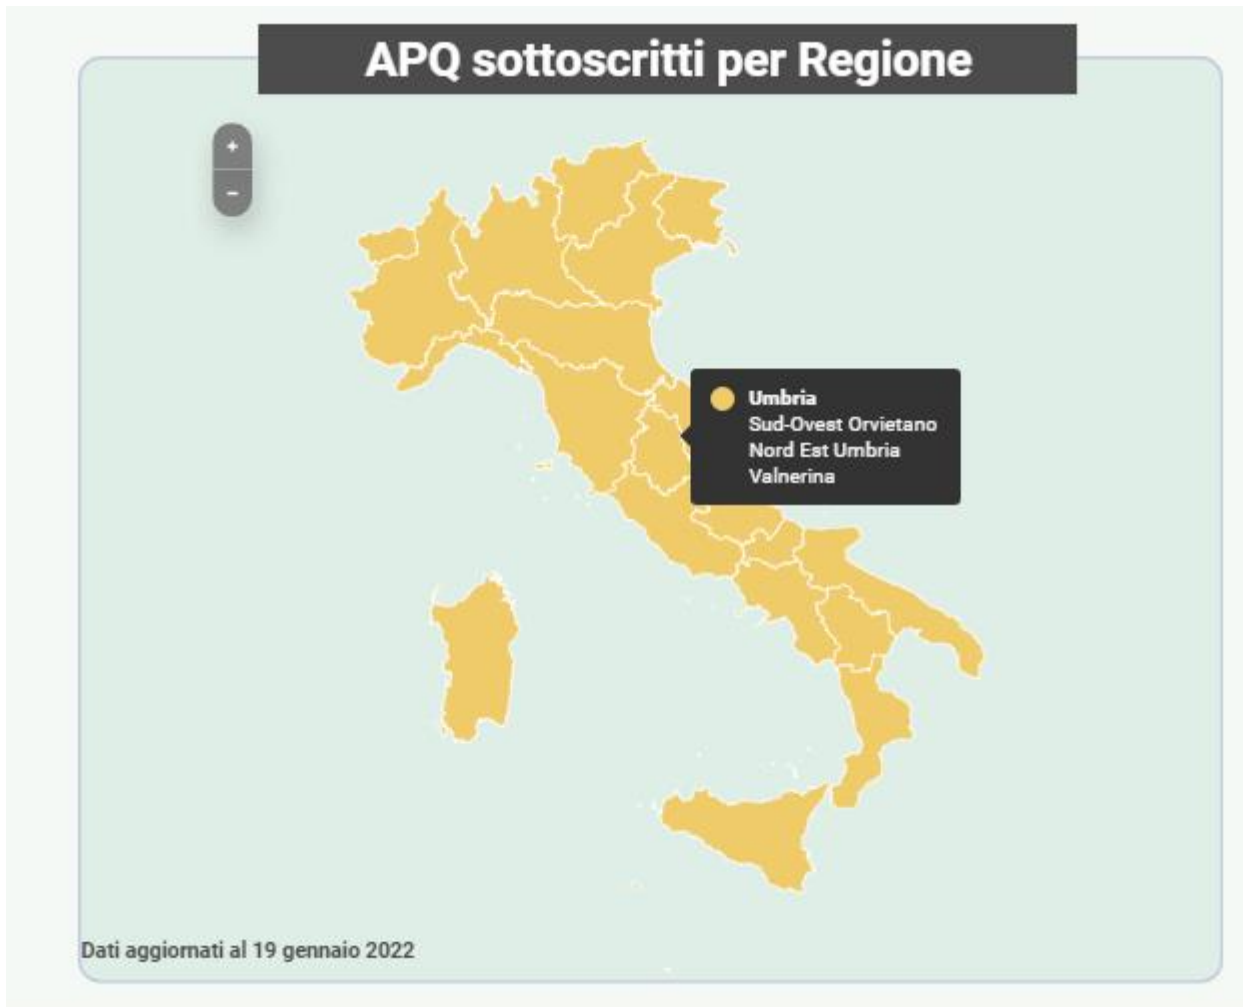 APQ sottoscritti per Regione
+
-
Umbria
Sud-Ovest Orvietano
Nord Est Umbria
Valnerina
Dati aggiornati al 19 gennaio 2022